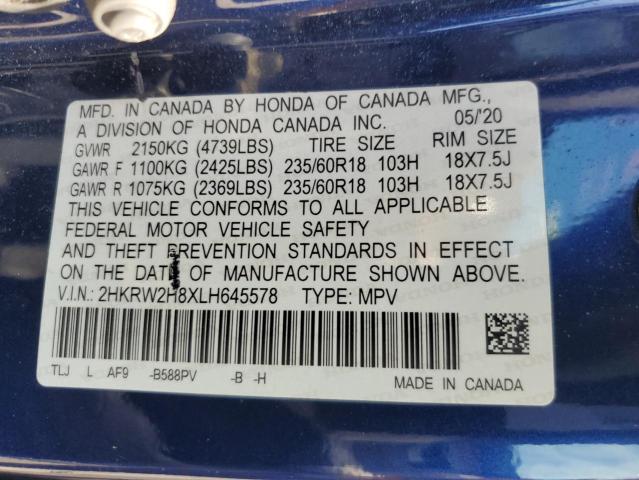 MFD. IN CANADA BY HONDA OF CANADA MFG.,
A DIVISION OF HONDA CANADA INC. 05/'20
GVWR 2150KG (4739LBS) TIRE SIZE RIM SIZE
GAWR F 1100KG (2425LBS) 235/60R18 103H 18X7.5J
GAWR R 1075KG (2369LBS) 235/60R18 103H 18X7.5J
THIS VEHICLE CONFORMS TO ALL APPLICABLE
FEDERAL MOTOR VEHICLE SAFETY
AND THEFT PREVENTION STANDARDS IN EFFECT
ON THE DATE OF MANUFACTURE SHOWN ABOVE.
V.I.N.: 2HKRW2H8XLH645578 TYPE: MPV
TLJ L AF9 -B588PV -B -H
MADE IN CANADA